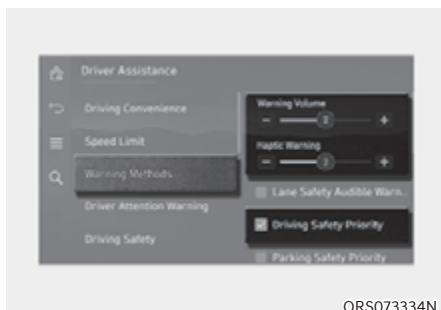 Driver Assistance
Driving Convenience
Speed Limit
Warning Methods
Driver Attention Warning
Driving Safety
Warning Volume
Haptic Warning
Lane Safety Audible Warn..
Driving Safety Priority
Parking Safety Priority
ORS073334N